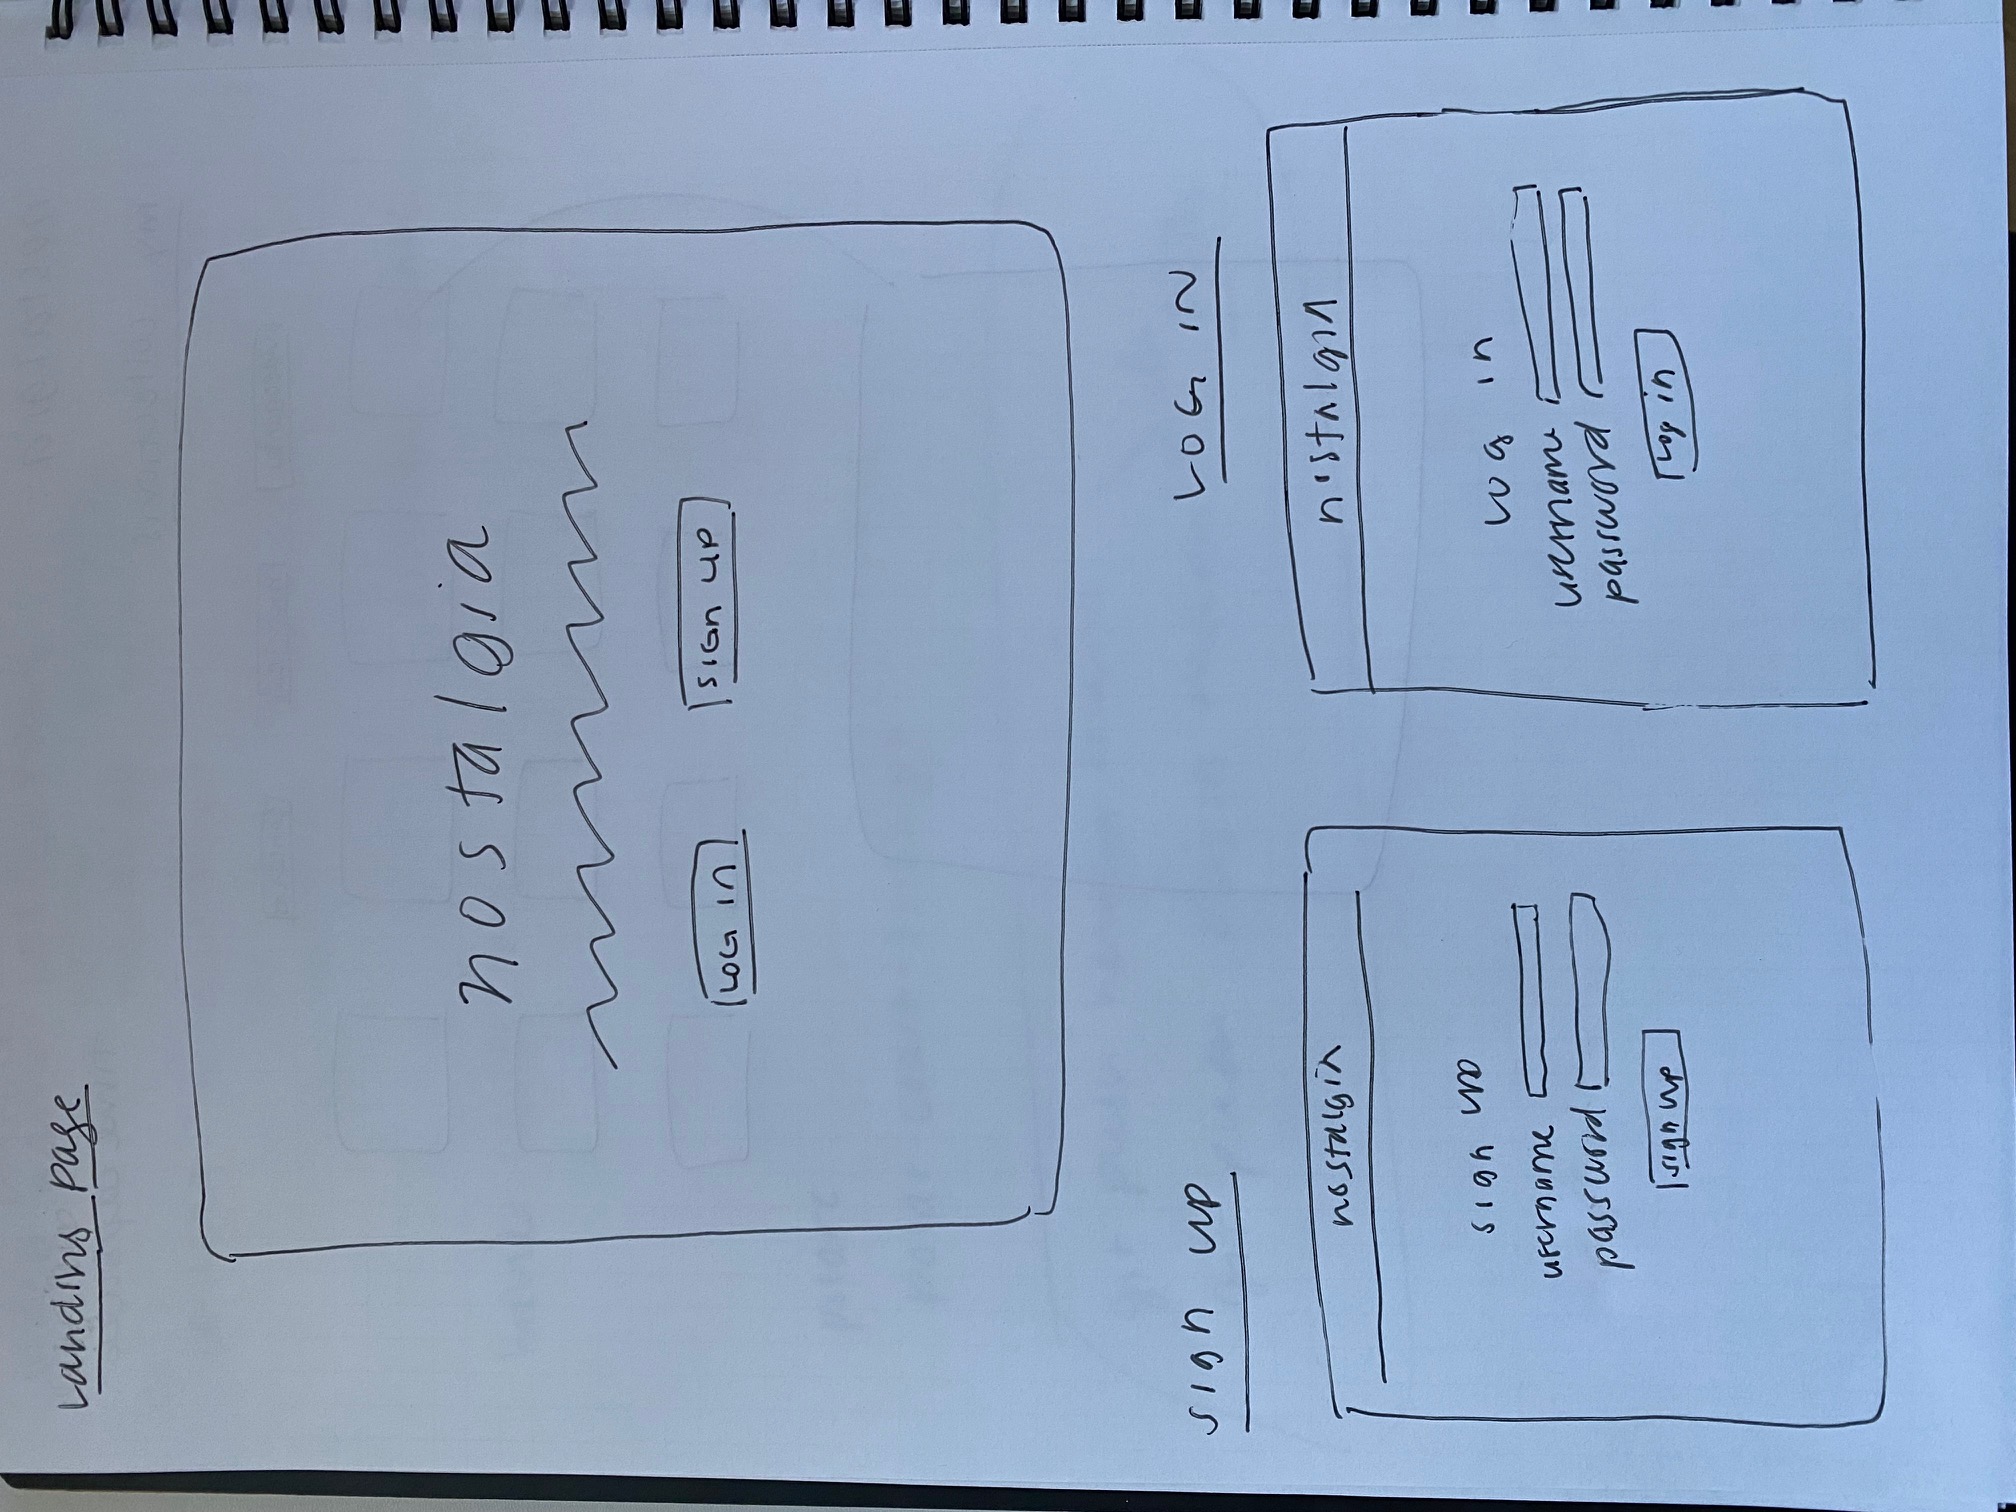 Landing page
nostalgia
LOG IN
SIGN UP
sign up
LOG IN
nostalgia
sign up
username
password
sign up
nostalgia
log in
username
password
Log in